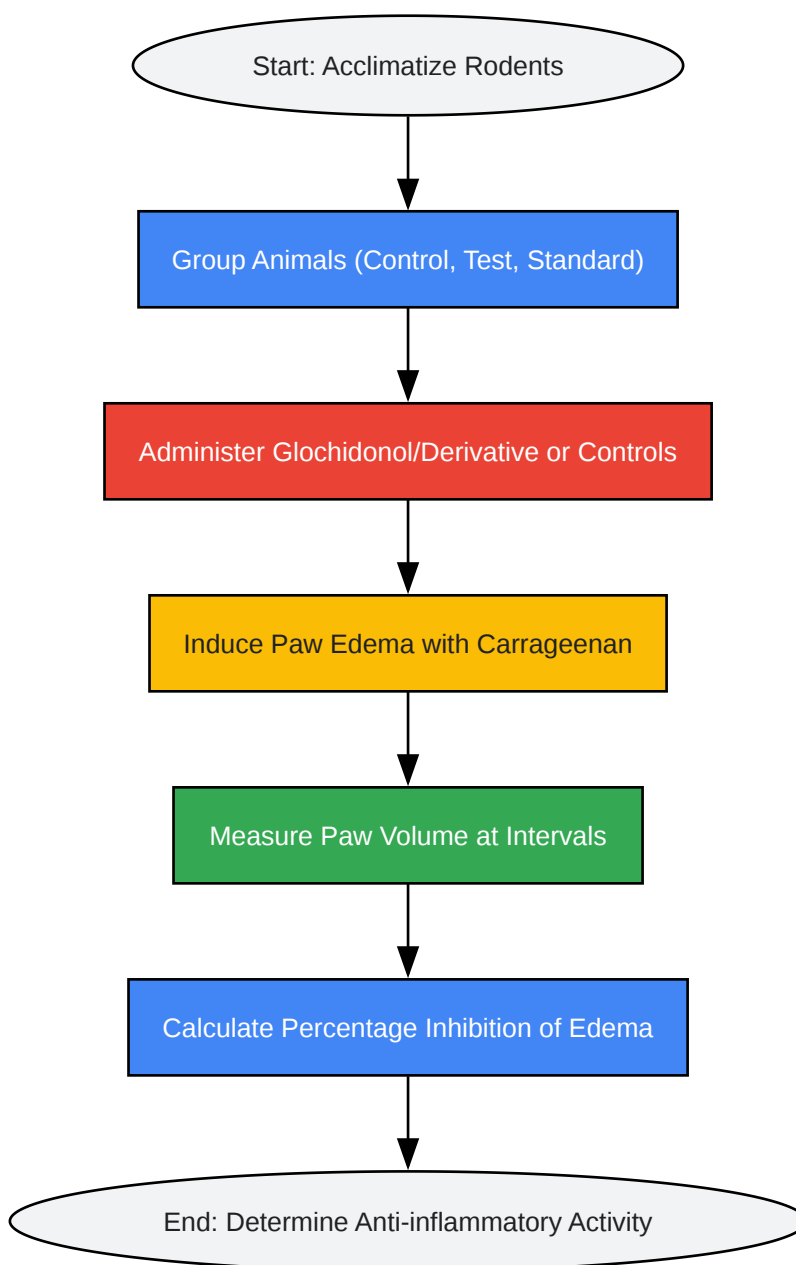 Start: Acclimatize Rodents
Group Animals (Control, Test, Standard)
Administer Glochidonol/Derivative or Controls
Induce Paw Edema with Carrageenan
Measure Paw Volume at Intervals
Calculate Percentage Inhibition of Edema
End: Determine Anti-inflammatory Activity